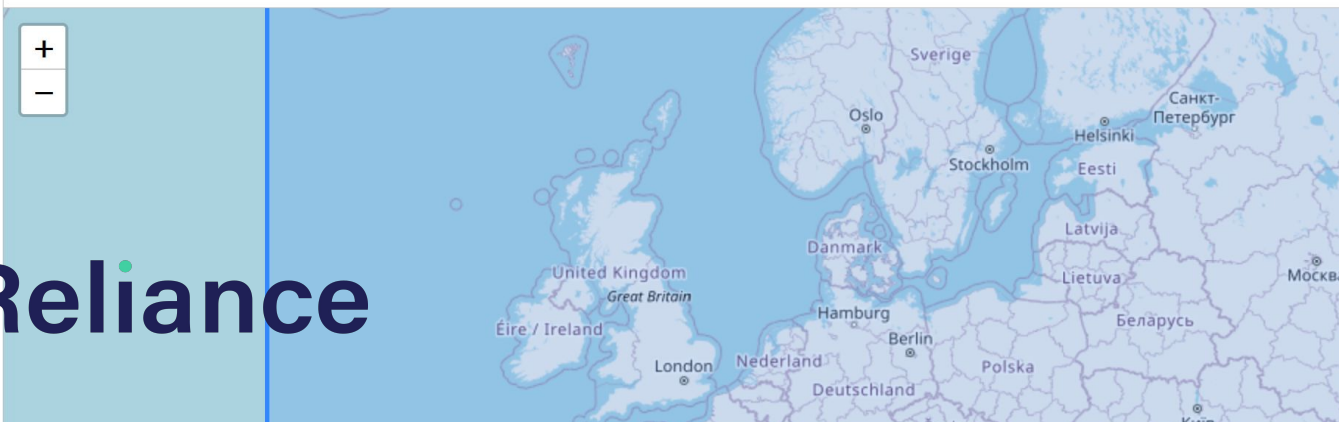 +
Sverige
−
Санкт-
Петербург
Oslo
Helsinki
Stockholm
Eesti
Latvija
Danmark
United Kingdom
Москва
Lietuva
Reliance
Great Britain
Hamburg
Беларусь
Éire / Ireland
Berlin
London
Nederland
Polska
Deutschland